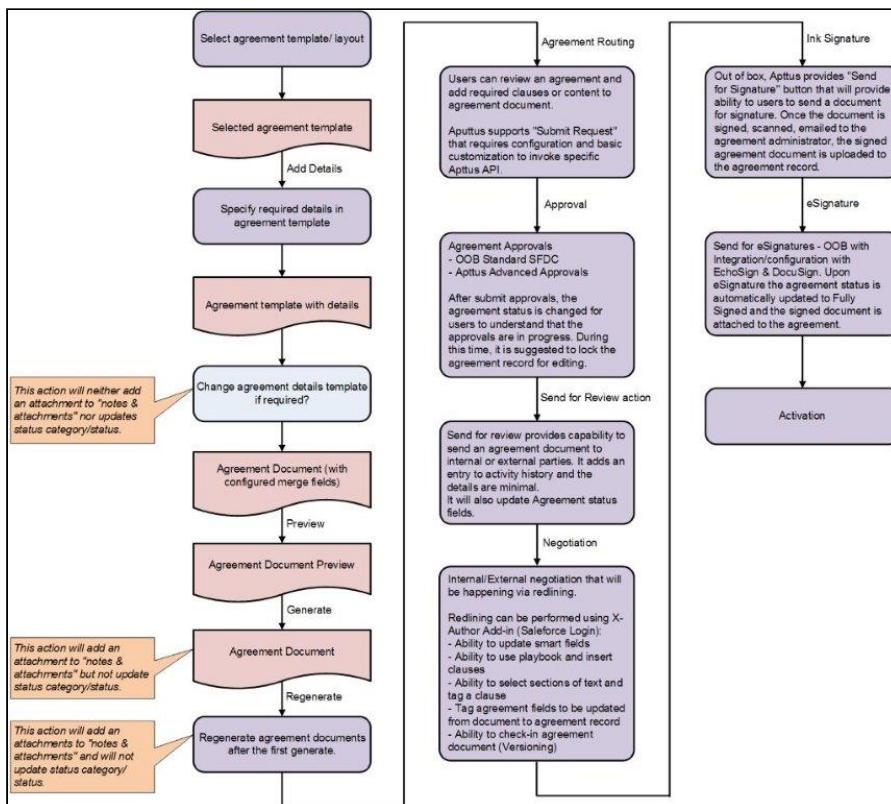 Select agreement template/ layout
Selected agreement template
Add Details
Specify required details in
agreement template
Agreement template with details
This action will neither add
an attachment to "notes &
attachments" nor updates
status category/status.
Change agreement details template
if required?
Agreement Document (with
configured merge fields)
Preview
Agreement Document Preview
Generate
This action will add an
attachment to "notes &
attachments" but not update
status category/status.
Agreement Document
Regenerate
This action will add an
attachments to "notes &
attachments" and will not
update status category/
status.
Regenerate agreement documents
after the first generate.
Agreement Routing
Users can review an agreement and
add required clauses or content to
agreement document.
Aputtus supports "Submit Request"
that requires configuration and basic
customization to invoke specific
Apttus API.
Approval
Agreement Approvals
- OOB Standard SFDC
- Apttus Advanced Approvals
After submit approvals, the
agreement status is changed for
users to understand that the
approvals are in progress. During
this time, it is suggested to lock the
agreement record for editing.
Send for Review action
Send for review provides capability to
send an agreement document to
internal or external parties. It adds an
entry to activity history and the
details are minimal.
It will also update Agreement status
fields.
Negotiation
Internal/External negotiation that will
be happening via redlining.
Redlining can be performed using X-
Author Add-in (Saleforce Login):
- Ability to update smart fields
- Ability to use playbook and insert
clauses
- Ability to select sections of text and
tag a clause
- Tag agreement fields to be updated
from document to agreement record
- Ability to check-in agreement
document (Versioning)
Ink Signature
Out of box, Apttus provides "Send
for Signature" button that will provide
ability to users to send a document
for signature. Once the document is
signed, scanned, emailed to the
agreement administrator, the signed
agreement document is uploaded to
the agreement record.
eSignature
Send for eSignatures - OOB with
Integration/configuration with
EchoSign & DocuSign. Upon
eSignature the agreement status is
automatically updated to Fully
Signed and the signed document is
attached to the agreement.
Activation